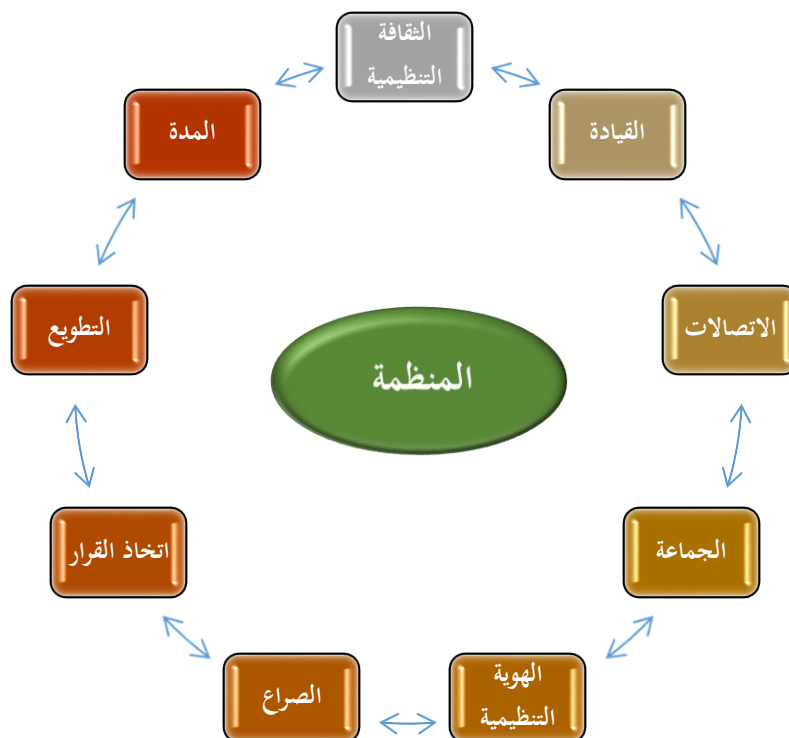 الثقافة
التنظيمية
القيادة
الاتصالات
الجماعة
الهوية
التنظيمية
الصراع
اتخاذ القرار
التطويع
المدة
المنظمة